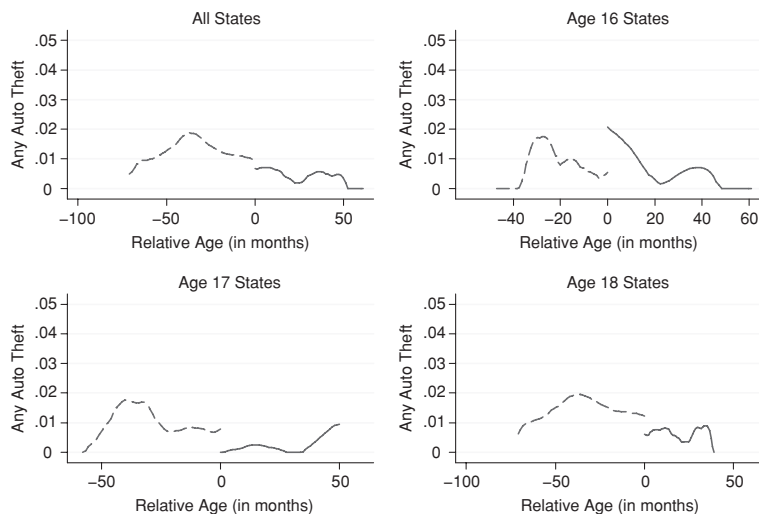 All States
Any Auto Theft
.05
.04
.03
.02
.01
0
−100 −50 0 50
Relative Age (in months)
Age 16 States
Any Auto Theft
.05
.04
.03
.02
.01
0
−40 −20 0 20 40 60
Relative Age (in months)
Age 17 States
Any Auto Theft
.05
.04
.03
.02
.01
0
−50 0 50
Relative Age (in months)
Age 18 States
Any Auto Theft
.05
.04
.03
.02
.01
0
−100 −50 0 50
Relative Age (in months)